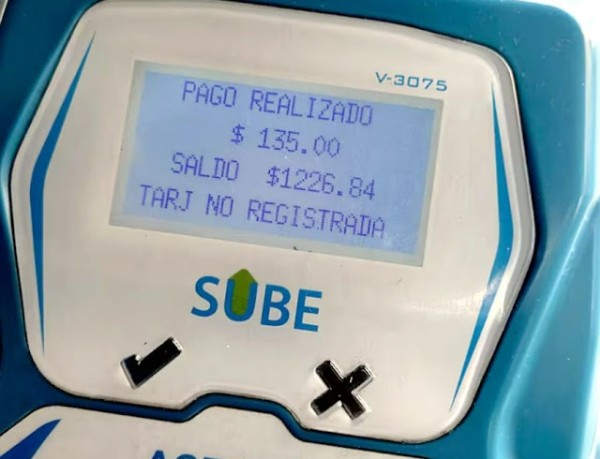 V-3075
PAGO REALIZADO
$ 135.00
SALDO $1226.84
TARJ NO REGISTRADA
SUBE